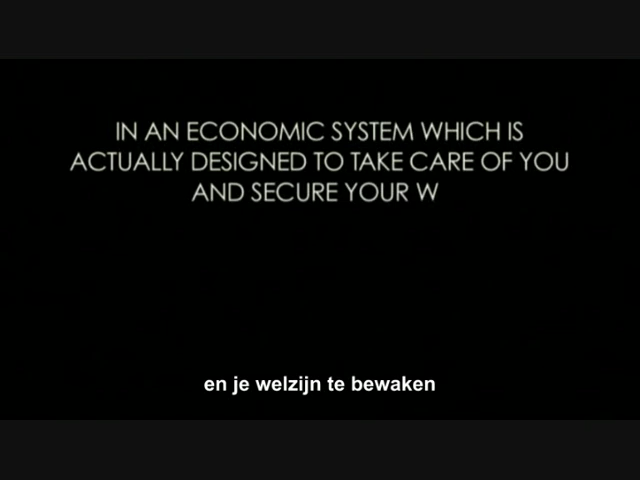 IN AN ECONOMIC SYSTEM WHICH IS
ACTUALLY DESIGNED TO TAKE CARE OF YOU
AND SECURE YOUR W
en je welzijn te bewaken